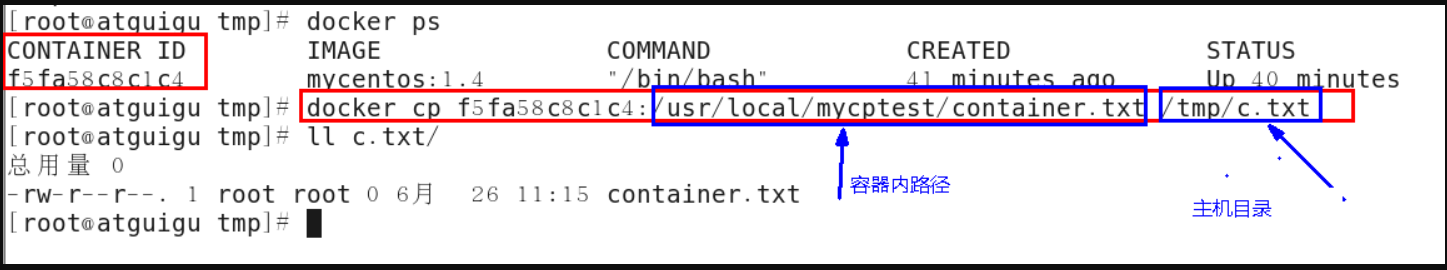 [root@atguigu tmp]# docker ps
CONTAINER ID IMAGE COMMAND CREATED STATUS
f5fa58c8c1c4 mycentos:1.4 "/bin/bash" 41 minutes ago Up 40 minutes
[root@atguigu tmp]# docker cp f5fa58c8c1c4:/usr/local/mycptest/container.txt /tmp/c.txt
[root@atguigu tmp]# ll c.txt/
总用量 0
-rw-r--r--. 1 root root 0 6月 26 11:15 container.txt
[root@atguigu tmp]#
容器内路径
主机目录